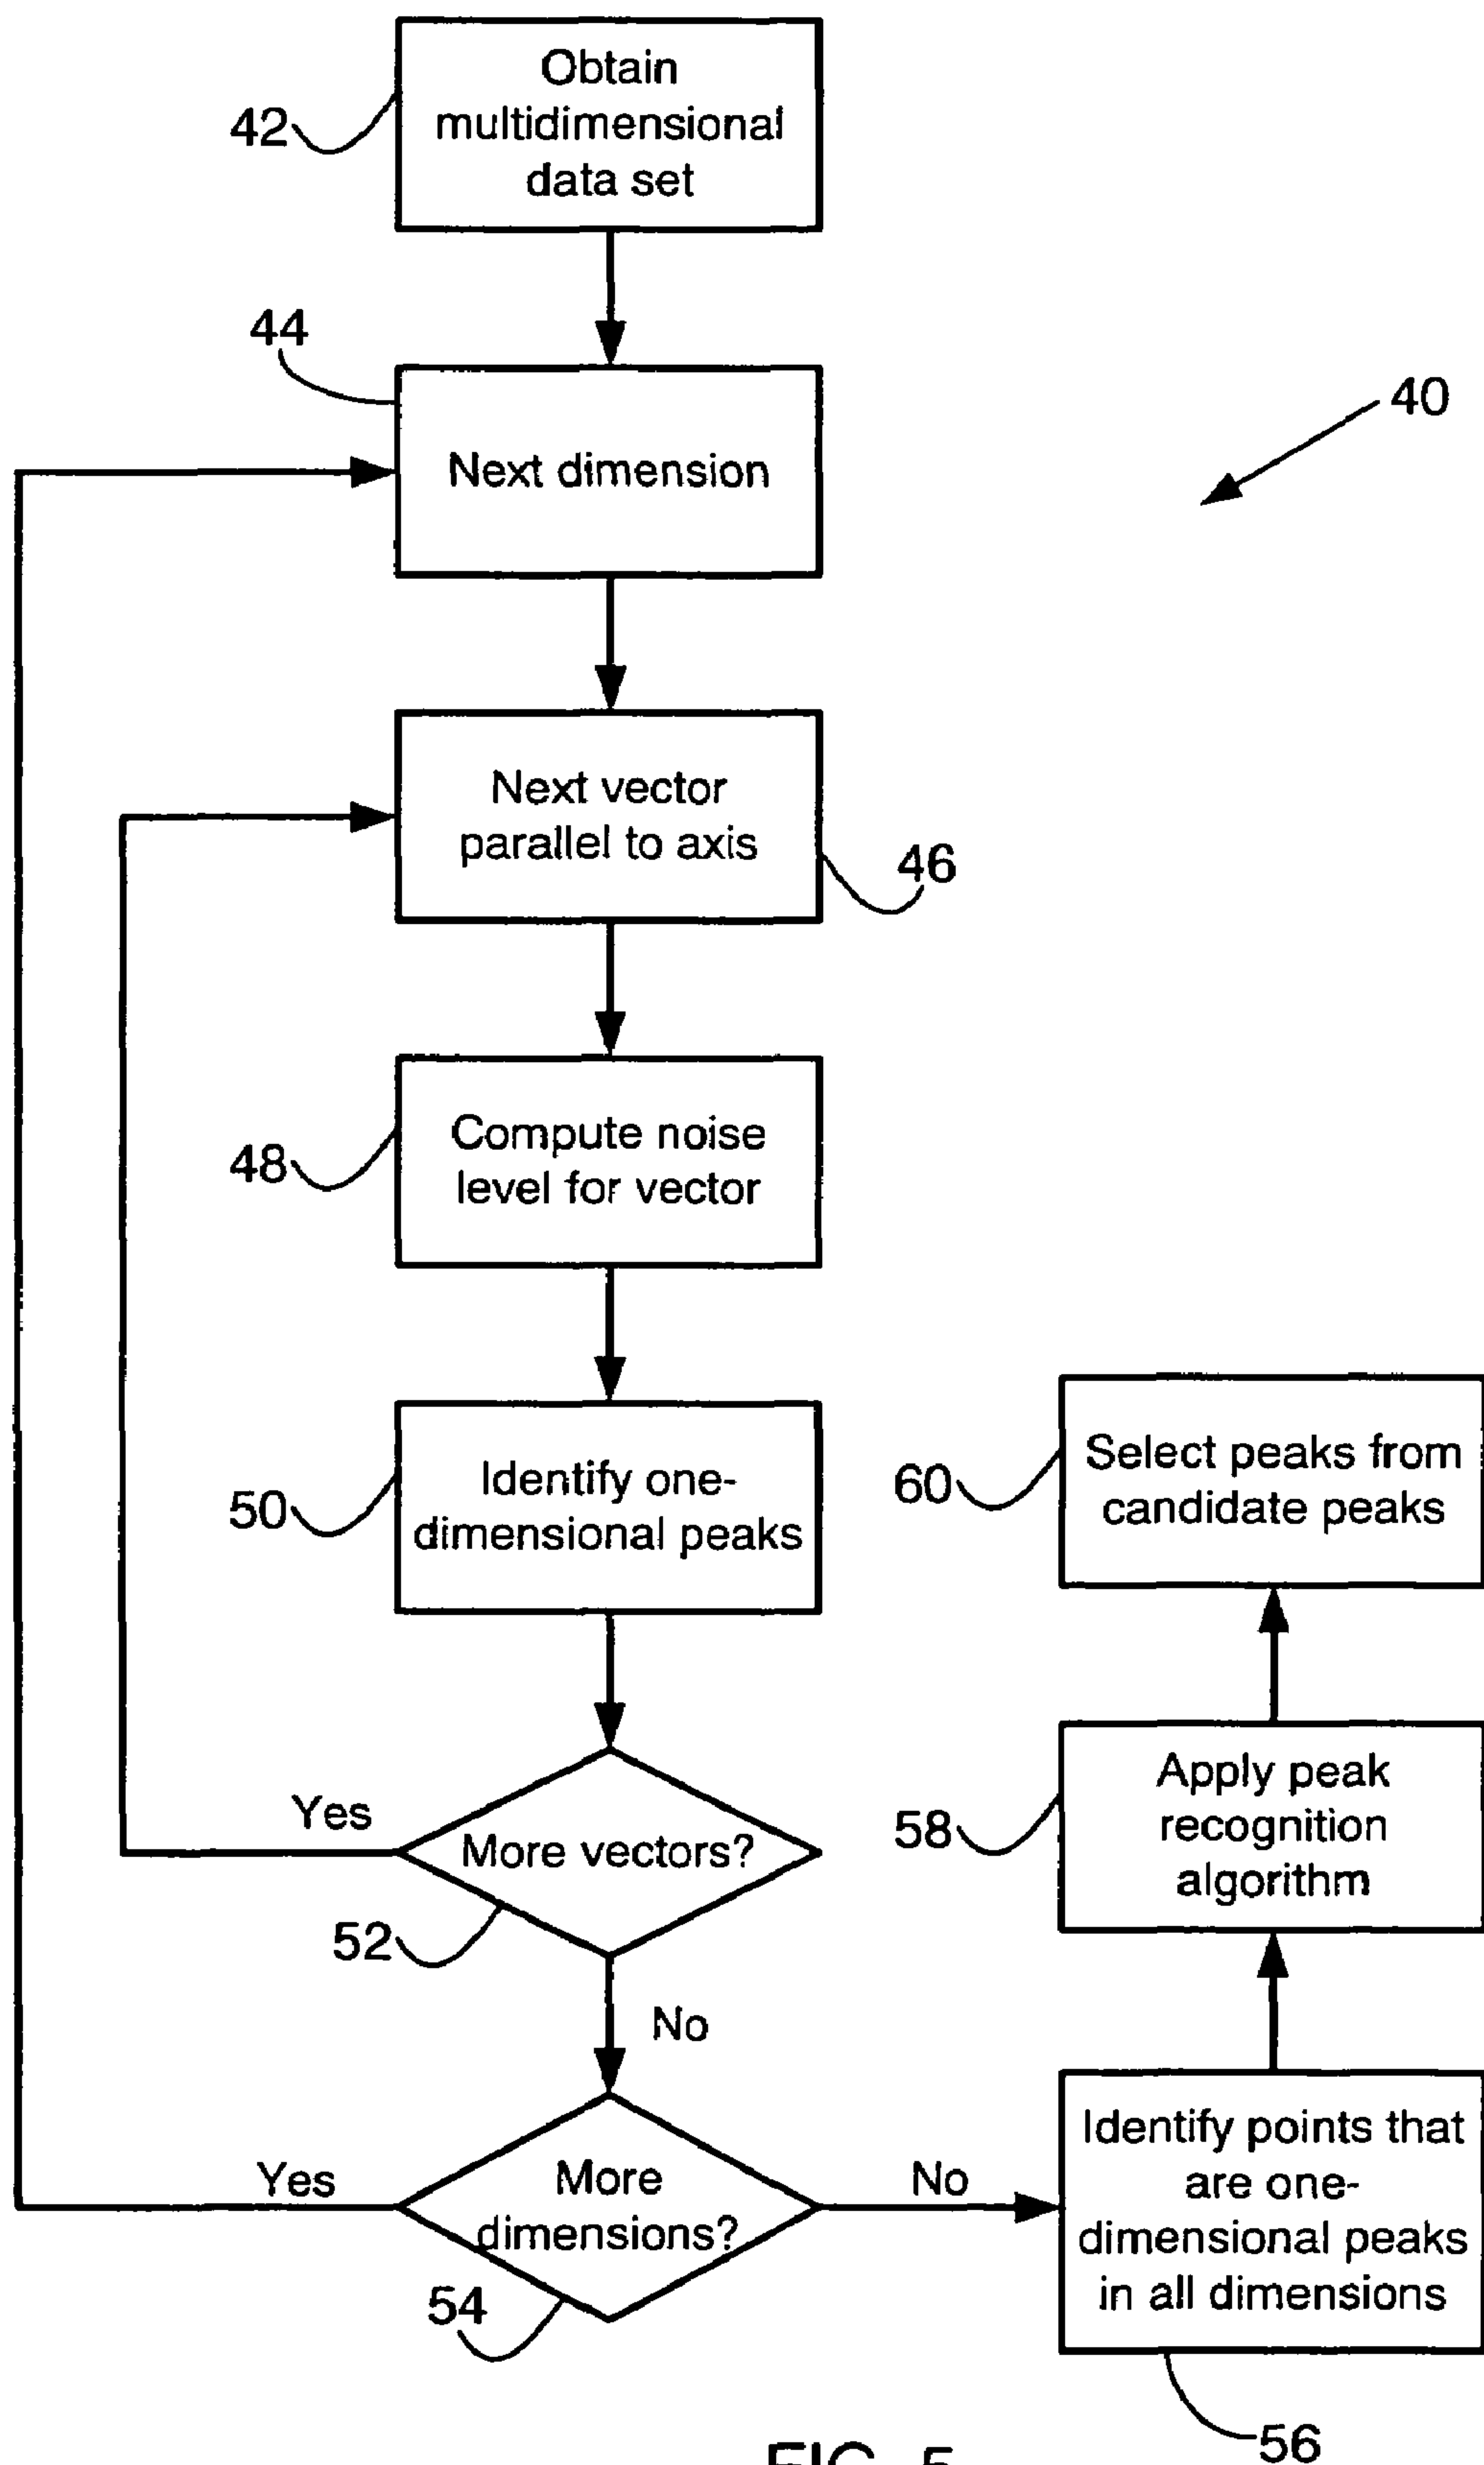 42
Obtain
multidimensional
data set
44
Next dimension
40
Next vector
parallel to axis
46
48
Compute noise
level for vector
50
Identify one-
dimensional peaks
Yes
More vectors?
52
No
Yes
More
dimensions?
54
No
Identify points that
are one-
dimensional peaks
in all dimensions
56
58
Apply peak
recognition
algorithm
60
Select peaks from
candidate peaks
FIG. 5